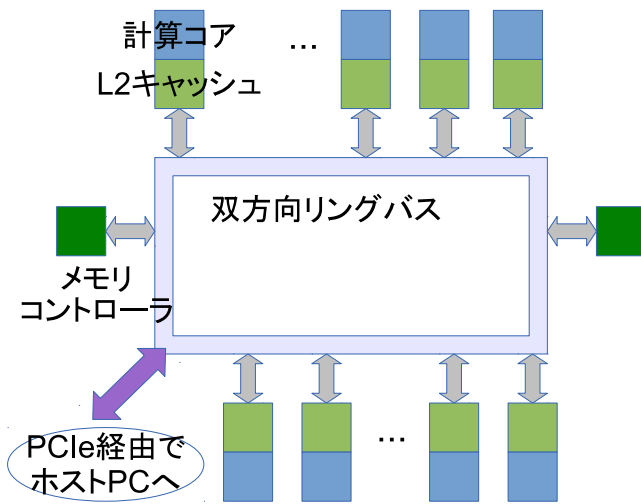 計算コア
...
L2キャッシュ
双方向リングバス
メモリ
コントローラ
...
PCIe経由で
ホストPCへ